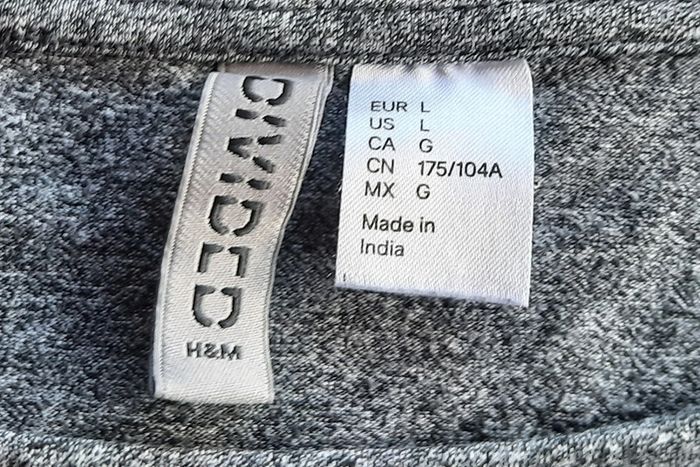 DIVIDED
H&M
EUR L
US L
CA G
CN 175/104A
MX G
Made in
India